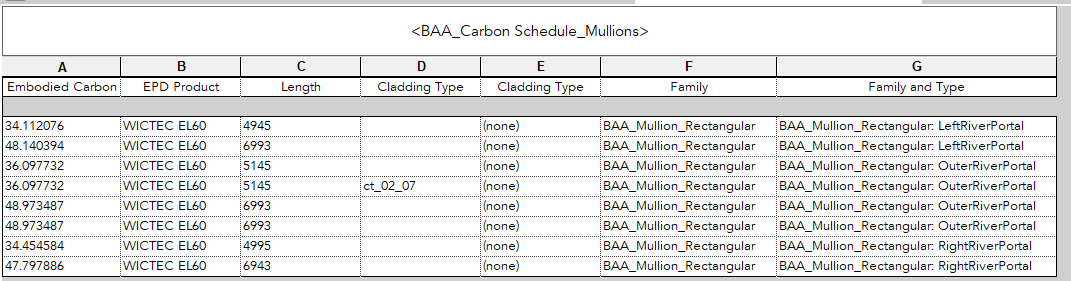 <BAA_Carbon Schedule_Mullions>
A B C D E F G
Embodied Carbon EPD Product Length Cladding Type Cladding Type Family Family and Type
34.112076 WICTEC EL60 4945 (none) BAA_Mullion_Rectangular BAA_Mullion_Rectangular: LeftRiverPortal
48.140394 WICTEC EL60 6993 (none) BAA_Mullion_Rectangular BAA_Mullion_Rectangular: LeftRiverPortal
36.097732 WICTEC EL60 5145 (none) BAA_Mullion_Rectangular BAA_Mullion_Rectangular: OuterRiverPortal
36.097732 WICTEC EL60 5145 ct_02_07 (none) BAA_Mullion_Rectangular BAA_Mullion_Rectangular: OuterRiverPortal
48.973487 WICTEC EL60 6993 (none) BAA_Mullion_Rectangular BAA_Mullion_Rectangular: OuterRiverPortal
48.973487 WICTEC EL60 6993 (none) BAA_Mullion_Rectangular BAA_Mullion_Rectangular: OuterRiverPortal
34.454584 WICTEC EL60 4995 (none) BAA_Mullion_Rectangular BAA_Mullion_Rectangular: RightRiverPortal
47.797886 WICTEC EL60 6943 (none) BAA_Mullion_Rectangular BAA_Mullion_Rectangular: RightRiverPortal